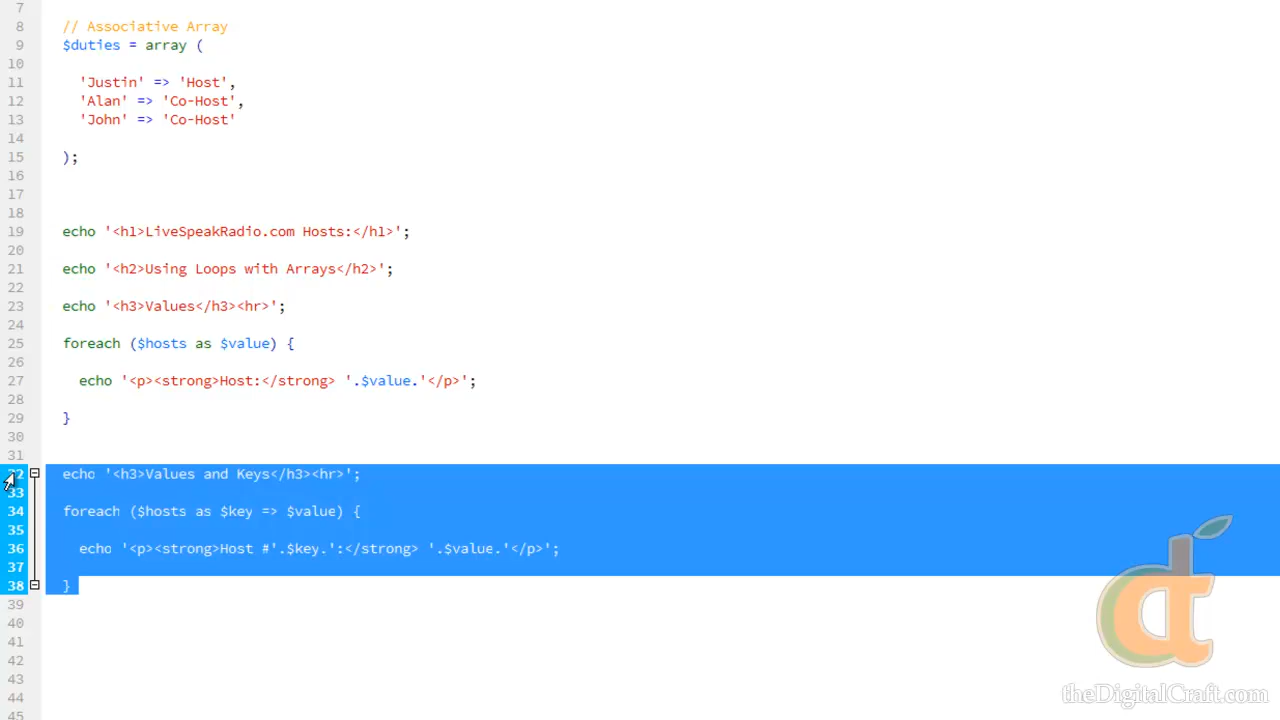 7
8 // Associative Array
9 $duties = array (
10
11 'Justin' => 'Host',
12 'Alan' => 'Co-Host',
13 'John' => 'Co-Host'
14
15 );
16
17
18
19 echo '<h1>LiveSpeakRadio.com Hosts:</h1>';
20
21 echo '<h2>Using Loops with Arrays</h2>';
22
23 echo '<h3>Values</h3><hr>';
24
25 foreach ($hosts as $value) {
26
27 echo '<p><strong>Host:</strong> '.$value.'</p>';
28
29 }
30
31
32 echo '<h3>Values and Keys</h3><hr>';
33
34 foreach ($hosts as $key => $value) {
35
36 echo '<p><strong>Host #'.$key.':</strong> '.$value.'</p>';
37
38 }
39
40
41
42
43
44
45
theDigitalCraft.com